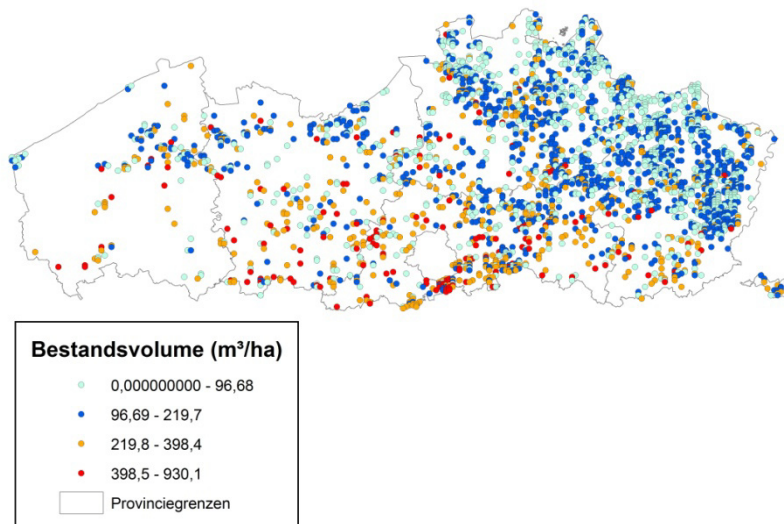 Bestandsvolume (m³/ha)
0,000000000 - 96,68
96,69 - 219,7
219,8 - 398,4
398,5 - 930,1
Provinciegrenzen